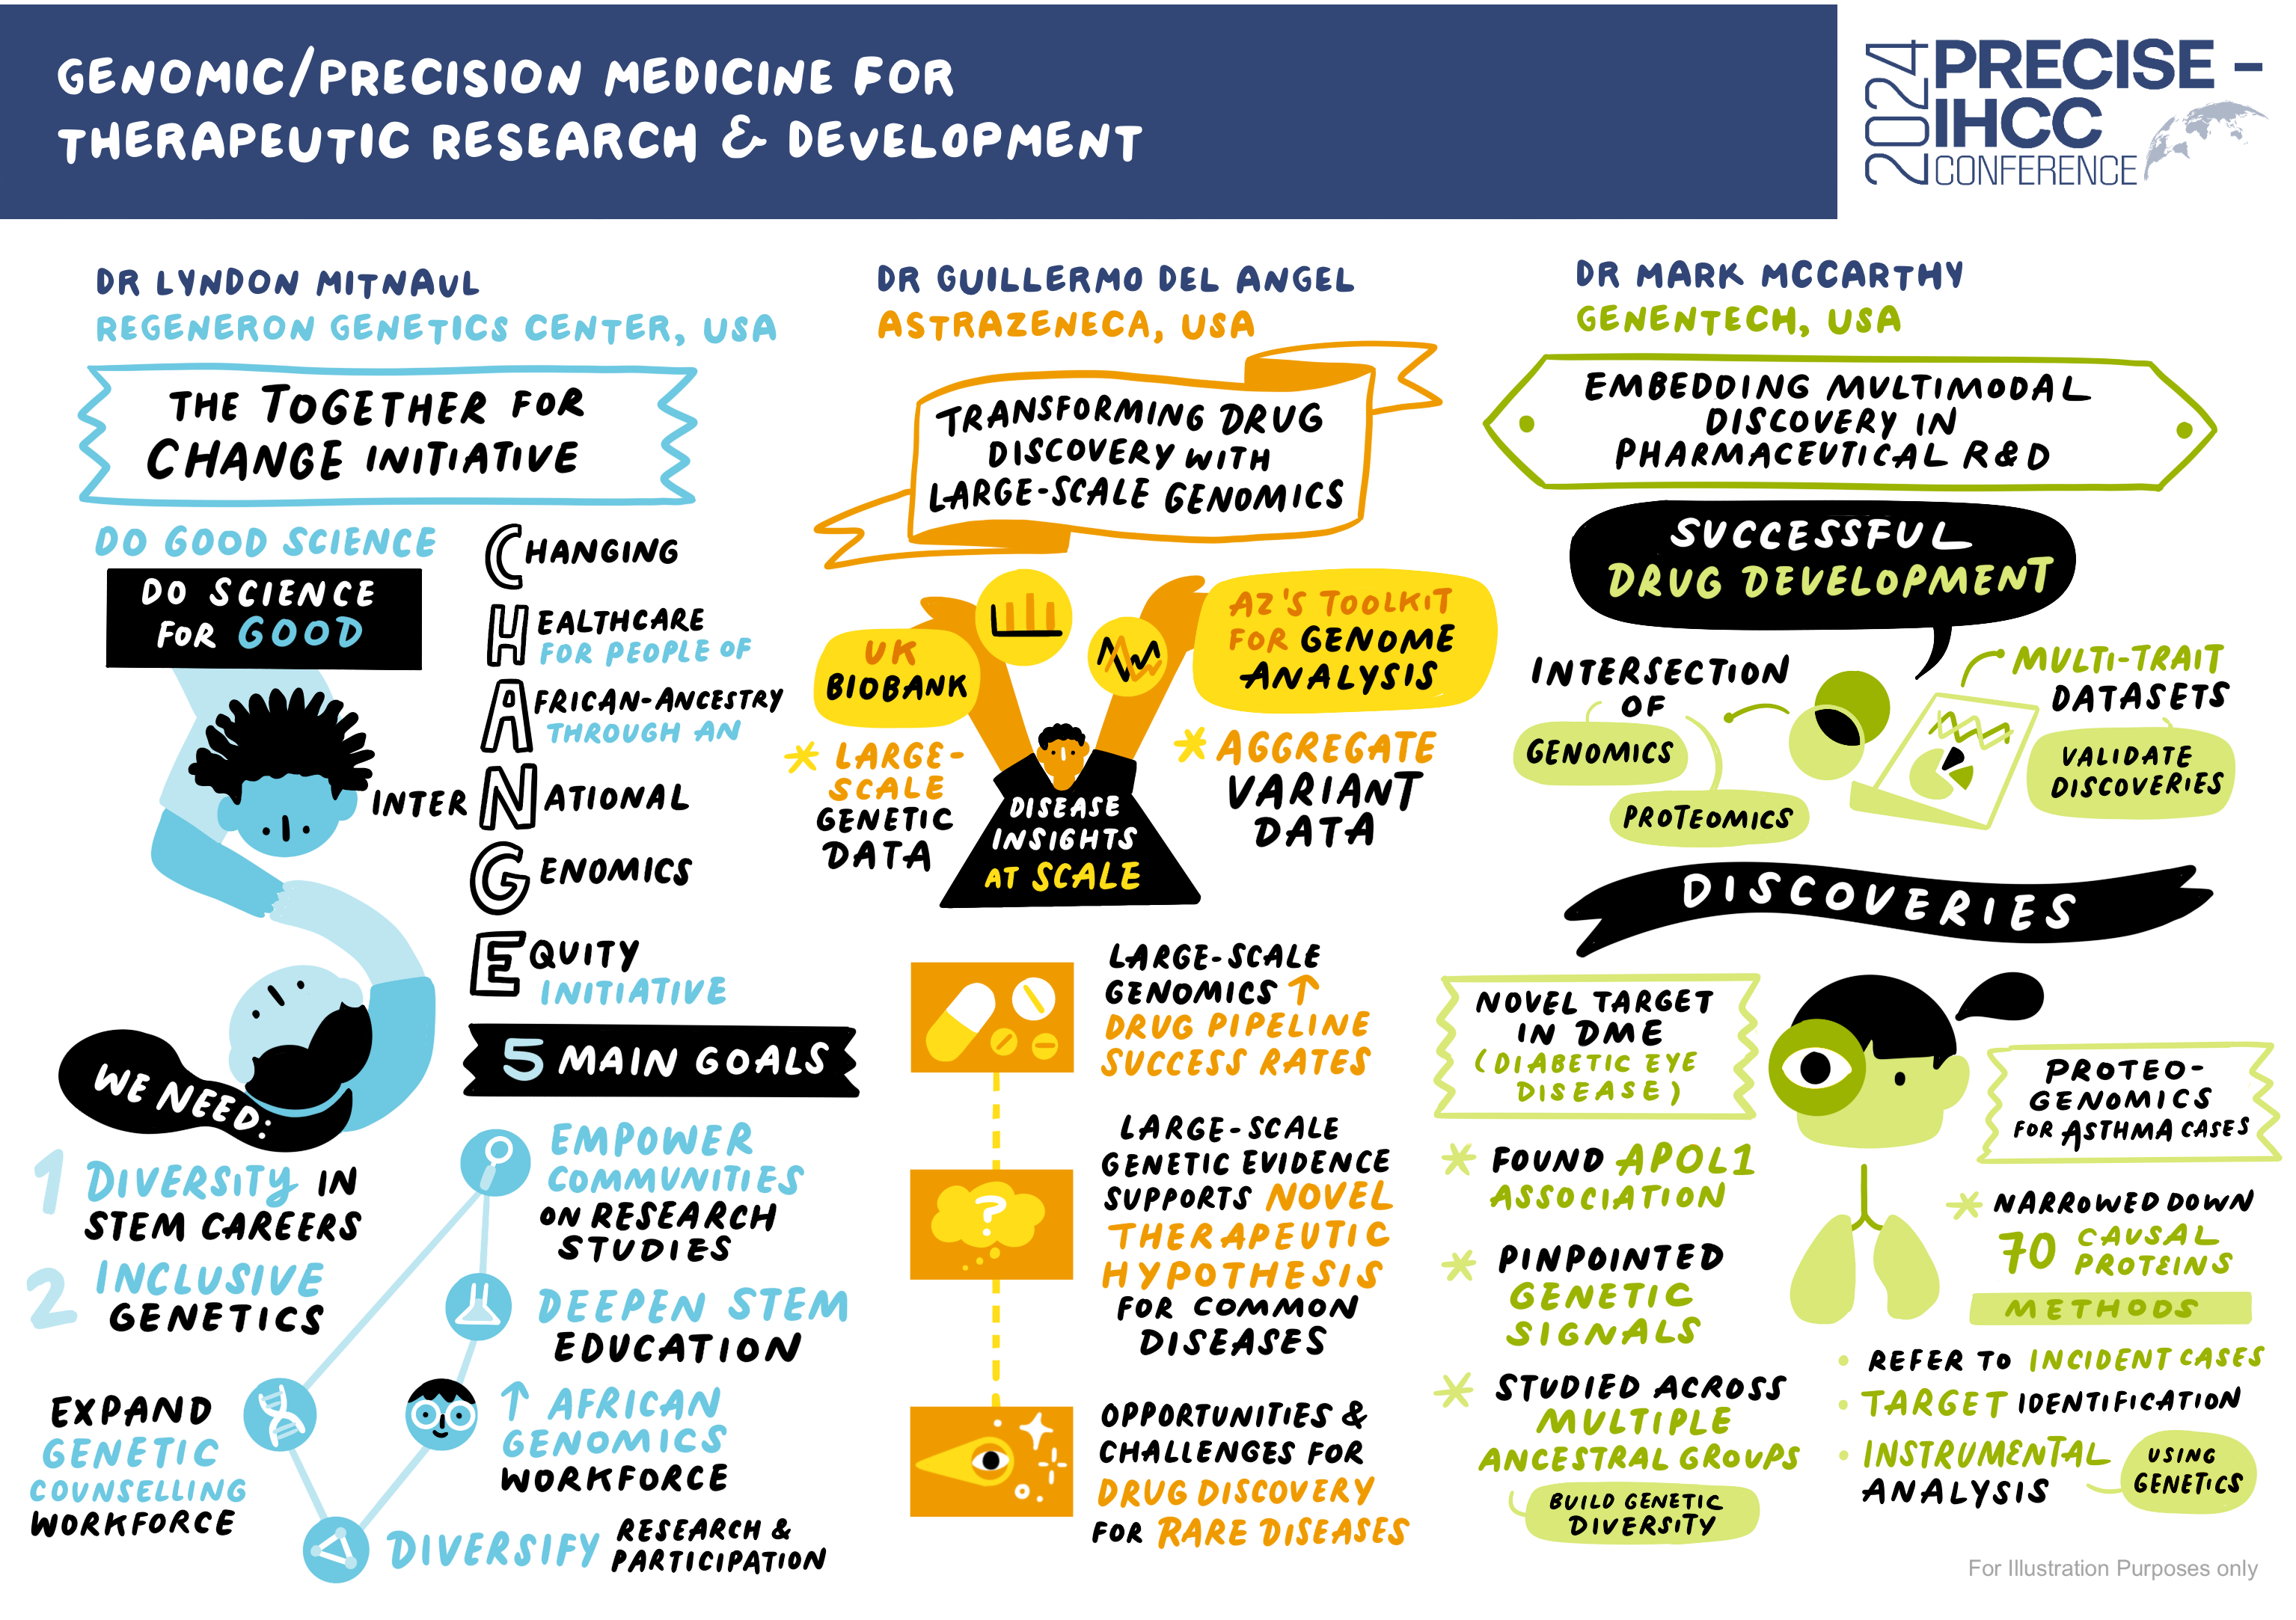 GENOMIC/PRECISION MEDICINE FOR
THERAPEUTIC RESEARCH & DEVELOPMENT
2024
PRECISE -
IHCC
CONFERENCE
DR LYNDON MITNAUL
REGENERON GENETICS CENTER, USA
THE TOGETHER FOR
CHANGE INITIATIVE
DO GOOD SCIENCE
DO SCIENCE
FOR GOOD
CHANGING
HEALTHCARE
FOR PEOPLE OF
AFRICAN-ANCESTRY
THROUGH AN
INTERNATIONAL
GENOMICS
EQUITY
INITIATIVE
WE NEED:
1 DIVERSITY IN
STEM CAREERS
2 INCLUSIVE
GENETICS
5 MAIN GOALS
EMPOWER
COMMUNITIES
ON RESEARCH
STUDIES
DEEPEN STEM
EDUCATION
↑ AFRICAN
GENOMICS
WORKFORCE
DIVERSIFY RESEARCH &
PARTICIPATION
EXPAND
GENETIC
COUNSELLING
WORKFORCE
DR GUILLERMO DEL ANGEL
ASTRAZENECA, USA
TRANSFORMING DRUG
DISCOVERY WITH
LARGE-SCALE GENOMICS
UK
BIOBANK
* LARGE-
SCALE
GENETIC
DATA
AZ'S TOOLKIT
FOR GENOME
ANALYSIS
* AGGREGATE
VARIANT
DATA
DISEASE
INSIGHTS
AT SCALE
LARGE-SCALE
GENOMICS ↑
DRUG PIPELINE
SUCCESS RATES
?
LARGE-SCALE
GENETIC EVIDENCE
SUPPORTS NOVEL
THERAPEUTIC
HYPOTHESIS
FOR COMMON
DISEASES
OPPORTUNITIES &
CHALLENGES FOR
DRUG DISCOVERY
FOR RARE DISEASES
DR MARK MCCARTHY
GENENTECH, USA
EMBEDDING MULTIMODAL
DISCOVERY IN
PHARMACEUTICAL R&D
SUCCESSFUL
DRUG DEVELOPMENT
INTERSECTION
OF
GENOMICS
PROTEOMICS
MULTI-TRAIT
DATASETS
VALIDATE
DISCOVERIES
DISCOVERIES
NOVEL TARGET
IN DME
(DIABETIC EYE
DISEASE)
* FOUND APOL1
ASSOCIATION
* PINPOINTED
GENETIC
SIGNALS
* STUDIED ACROSS
MULTIPLE
ANCESTRAL GROUPS
BUILD GENETIC
DIVERSITY
PROTEO-
GENOMICS
FOR ASTHMA CASES
* NARROWED DOWN
70 CAUSAL
PROTEINS
METHODS
• REFER TO INCIDENT CASES
• TARGET IDENTIFICATION
• INSTRUMENTAL
ANALYSIS
USING
GENETICS
For Illustration Purposes only